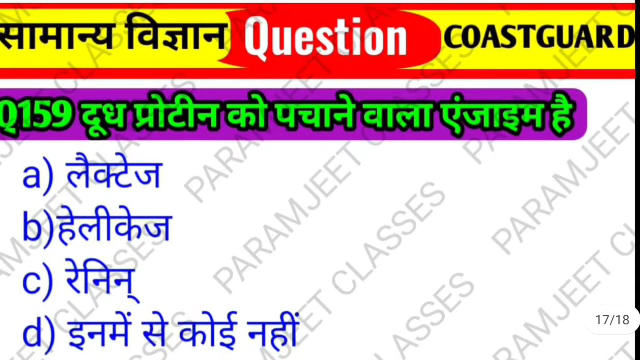 सामान्य विज्ञान Question COASTGUARD
Q159 दूध प्रोटीन को पचाने वाला एंजाइम है
a) लैक्टेज
b)हेलीकेज
c) रेनिन्
d) इनमें से कोई नहीं
17/18
PARAMJEET CLASSES